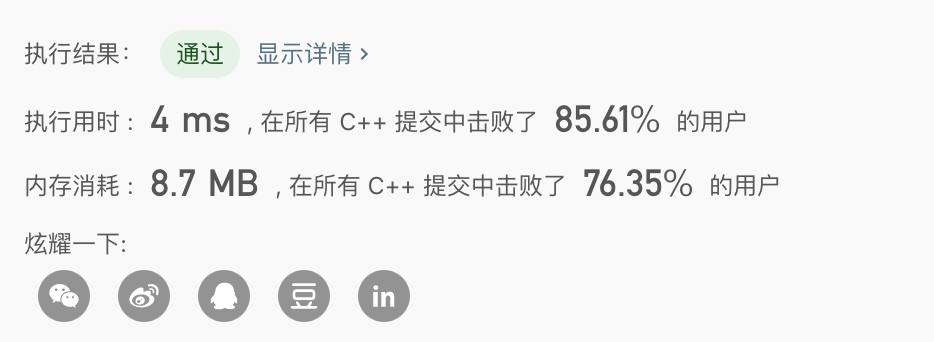 执行结果： 通过 显示详情 >
执行用时： 4 ms , 在所有 C++ 提交中击败了 85.61% 的用户
内存消耗： 8.7 MB , 在所有 C++ 提交中击败了 76.35% 的用户
炫耀一下:
豆 in